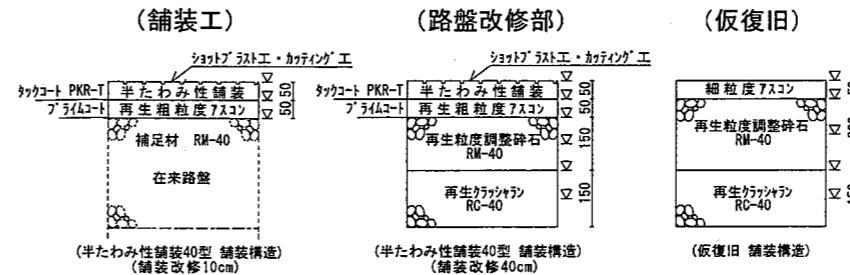 (舗装工)
ショットブラスト工・カッティング工
タックコート PKR-T
半たわみ性舗装
50
プライムコート
再生粗粒度アスコン
50
補足材 RM-40
在来路盤
(半たわみ性舗装40型 舗装構造)
(舗装改修10cm)
(路盤改修部)
ショットブラスト工・カッティング工
タックコート PKR-T
半たわみ性舗装
50
プライムコート
再生粗粒度アスコン
50
再生粒度調整砕石
RM-40
150
再生クラッシャラン
RC-40
150
(半たわみ性舗装40型 舗装構造)
(舗装改修40cm)
(仮復旧)
細粒度アスコン
再生粒度調整砕石
RM-40
再生クラッシャラン
RC-40
(仮復旧 舗装構造)